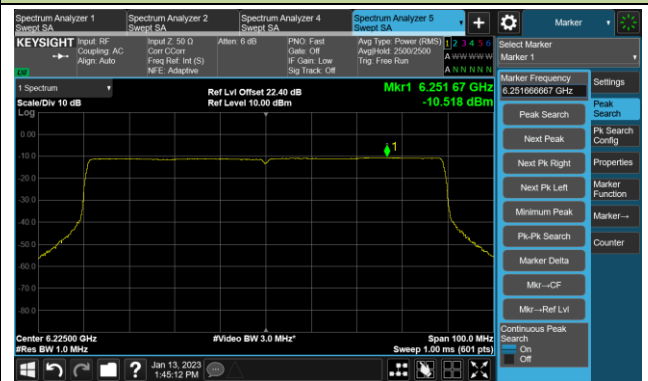 Spectrum Analyzer 1
Swept SA
Spectrum Analyzer 2
Swept SA
Spectrum Analyzer 4
Swept SA
Spectrum Analyzer 5
Swept SA
Marker
KEYSIGHT
Input: RF
Coupling: AC
Align: Auto
Input Z: 50 Ω
Corr CCorr
Freq Ref: Int (S)
NFE: Adaptive
Atten: 6 dB
PNO: Fast
Gate: Off
IF Gain: Low
Sig Track: Off
Avg Type: Power (RMS)
Avg|Hold: 2500/2500
Trig: Free Run
1 2 3 4 5 6
A W W W W W
A N N N N N
1 Spectrum
Scale/Div 10 dB
Log
Ref Lvl Offset 22.40 dB
Ref Level 10.00 dBm
Mkr1 6.251 67 GHz
-10.518 dBm
1
0.00
-10.0
-20.0
-30.0
-40.0
-50.0
-60.0
-70.0
-80.0
Center 6.22500 GHz
#Res BW 1.0 MHz
#Video BW 3.0 MHz*
Span 100.0 MHz
Sweep 1.00 ms (601 pts)
Select Marker
Marker 1
Marker Frequency
6.251666667 GHz
Peak Search
Next Peak
Next Pk Right
Next Pk Left
Minimum Peak
Pk-Pk Search
Marker Delta
Mkr→CF
Mkr→Ref Lvl
Continuous Peak
Search
On
Off
Settings
Peak
Search
Pk Search
Config
Properties
Marker
Function
Marker→
Counter
Jan 13, 2023
1:45:12 PM